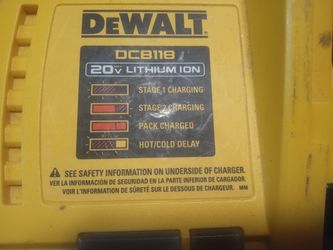 DEWALT
DCB118
20V LITHIUM ION
STAGE 1 CHARGING
STAGE 2 CHARGING
PACK CHARGED
HOT/COLD DELAY
SEE SAFETY INFORMATION ON UNDERSIDE OF CHARGER.
VER LA INFORMACIÓN DE SEGURIDAD EN LA PARTE INFERIOR DE CARGADOR.
VOIR L'INFORMATION DE SÛRETÉ SUR LE DESSOUS DE CHARGEUR. MM